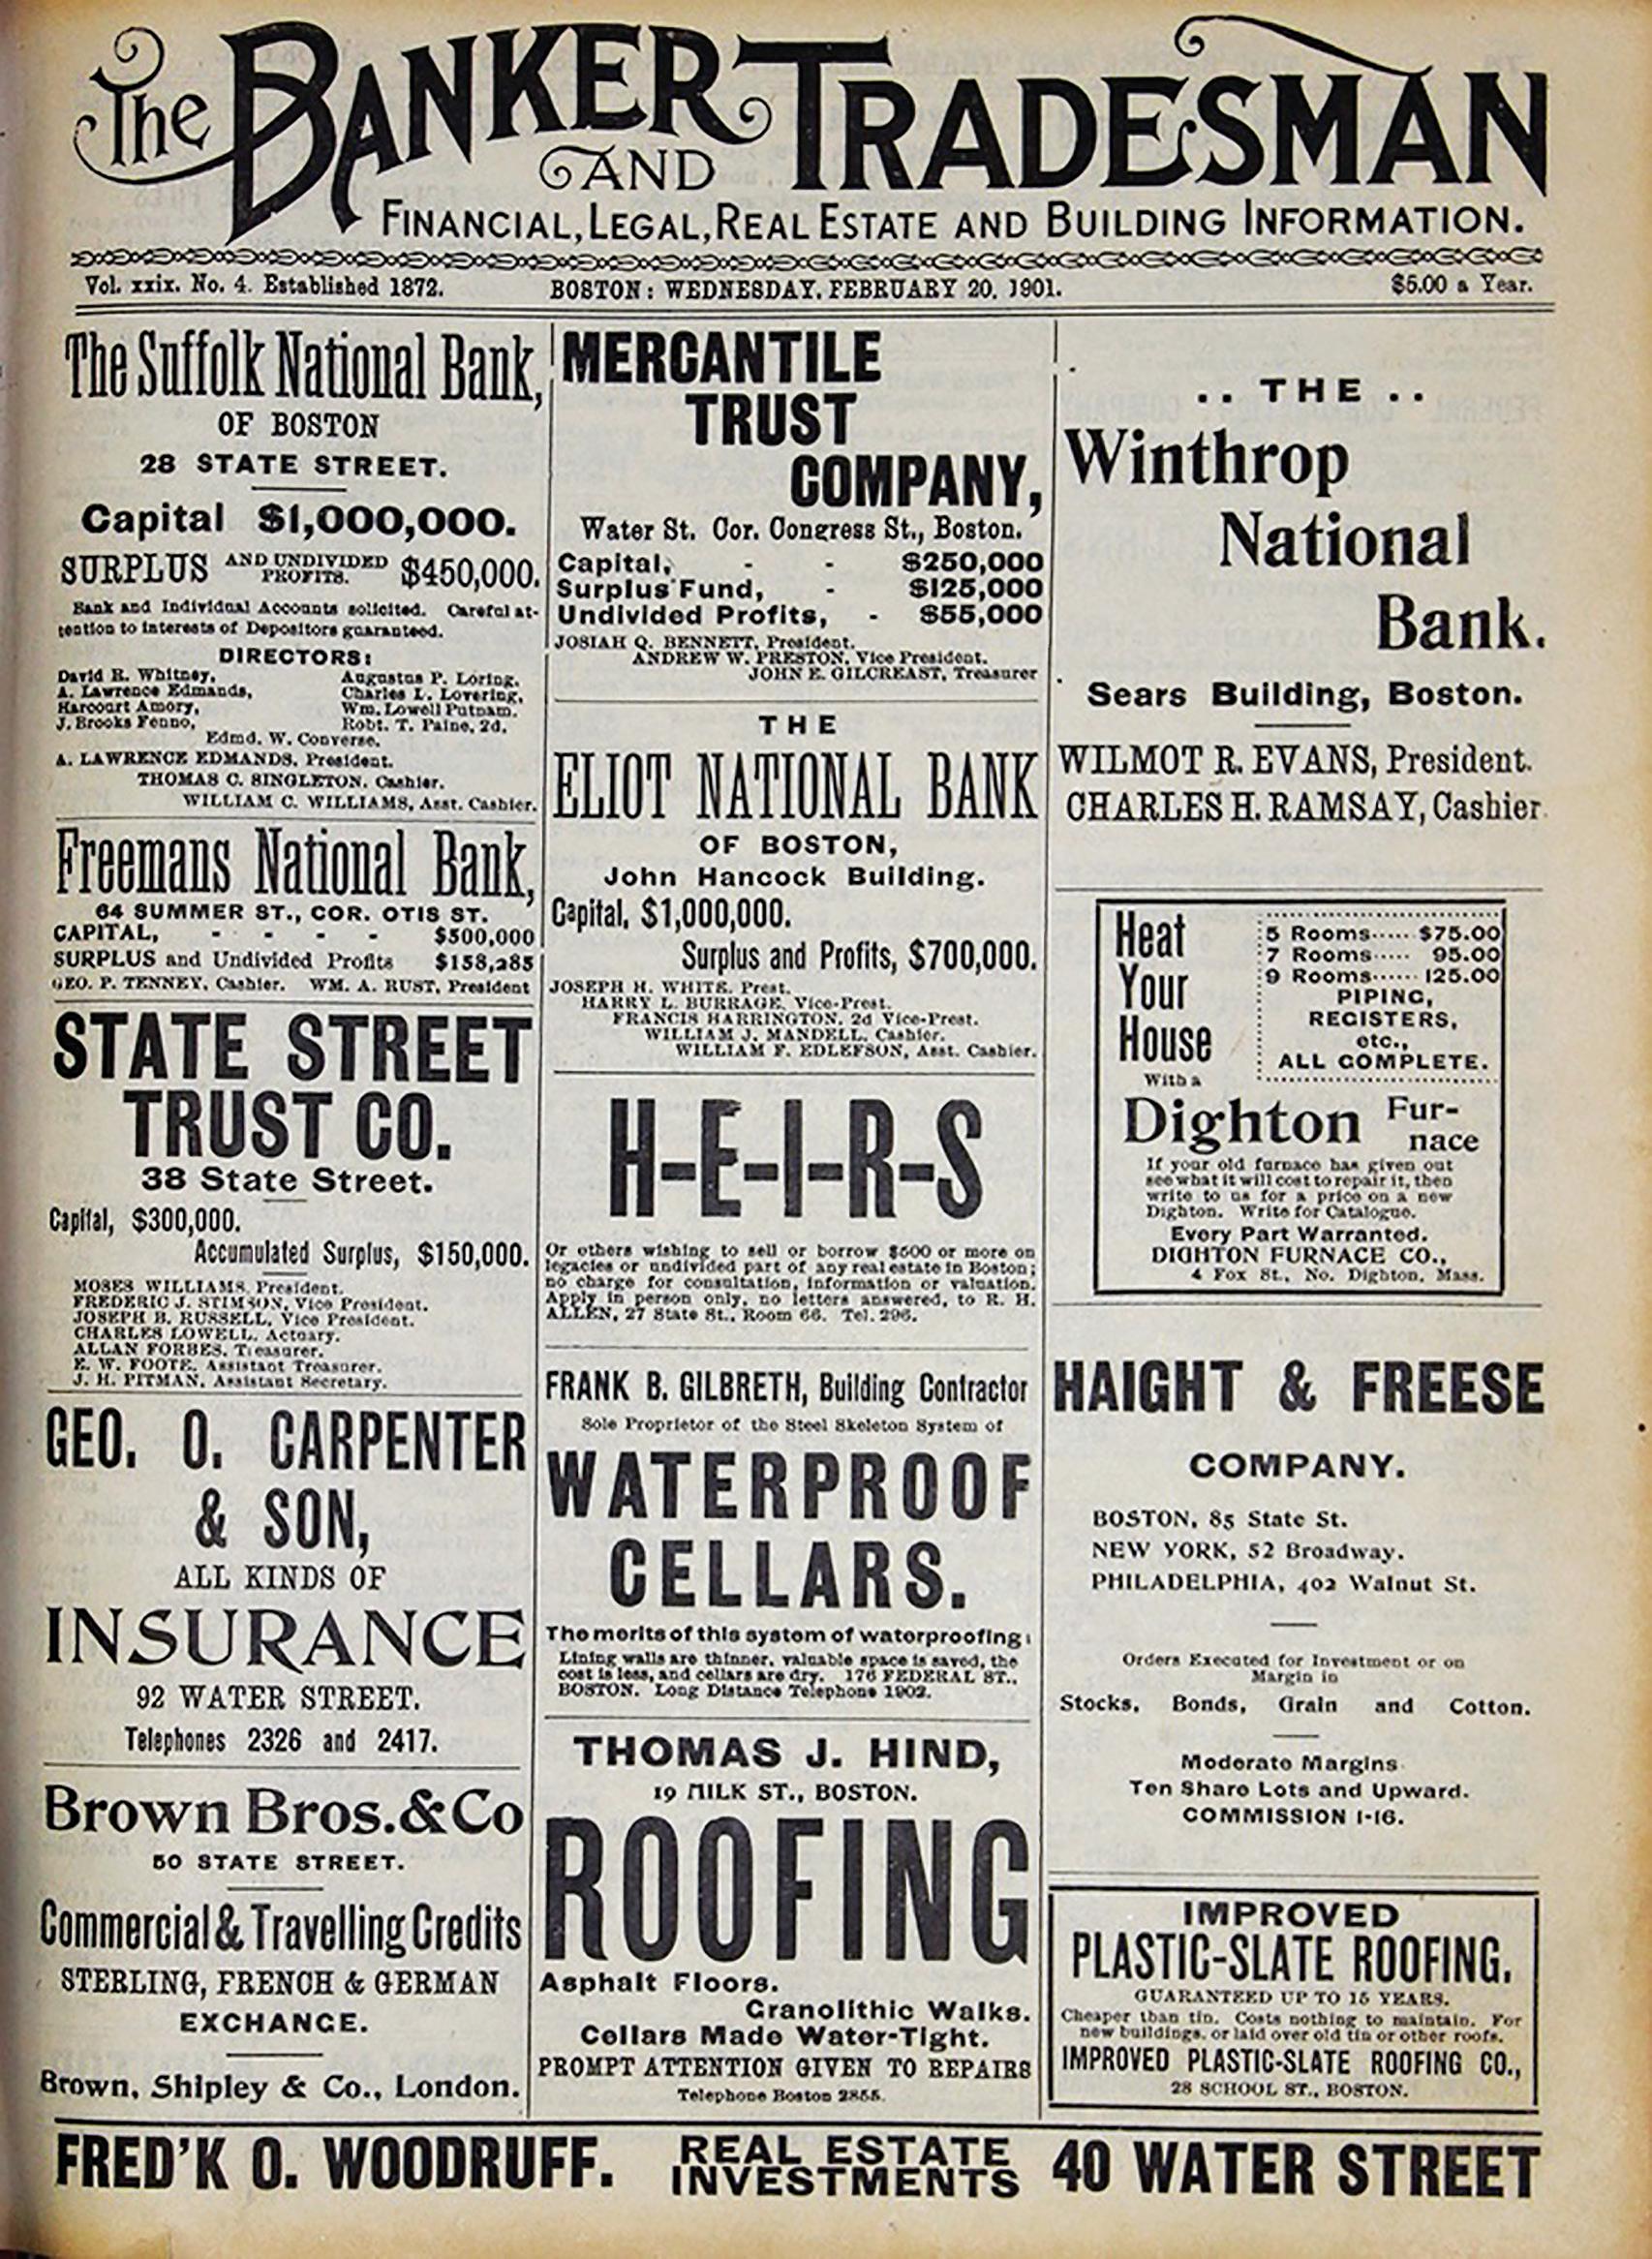 The BANKER AND TRADESMAN
FINANCIAL, LEGAL, REAL ESTATE AND BUILDING INFORMATION.
Vol. xxix. No. 4. Established 1872. BOSTON: WEDNESDAY, FEBRUARY 20, 1901. $5.00 a Year.
The Suffolk National Bank,
OF BOSTON
28 STATE STREET.
Capital $1,000,000.
SURPLUS AND UNDIVIDED PROFITS. $450,000.
Bank and Individual Accounts solicited. Careful at-
tention to interests of Depositors guaranteed.
DIRECTORS:
David R. Whitney, Augustus P. Loring,
A. Lawrence Edmands, Charles L. Lovering,
Harcourt Amory, Wm. Lowell Putnam,
J. Brooks Fenno, Robt. T. Paine, 2d.
Edmd. W. Converse.
A. LAWRENCE EDMANDS, President.
THOMAS C. SINGLETON, Cashier.
WILLIAM C. WILLIAMS, Asst. Cashier.
Freemans National Bank,
64 SUMMER ST., COR. OTIS ST.
CAPITAL, - - - - $500,000
SURPLUS and Undivided Profits $158,285
GEO. P. TENNEY, Cashier. WM. A. RUST, President
STATE STREET
TRUST CO.
38 State Street.
Capital, $300,000.
Accumulated Surplus, $150,000.
MOSES WILLIAMS, President.
FREDERIC J. STIMSON, Vice President.
JOSEPH B. RUSSELL, Vice President.
CHARLES LOWELL, Actuary.
ALLAN FORBES, Treasurer.
E. W. FOOTE, Assistant Treasurer.
J. H. PITMAN, Assistant Secretary.
GEO. O. CARPENTER
& SON,
ALL KINDS OF
INSURANCE
92 WATER STREET.
Telephones 2326 and 2417.
Brown Bros. & Co
50 STATE STREET.
Commercial & Travelling Credits
STERLING, FRENCH & GERMAN
EXCHANGE.
Brown, Shipley & Co., London.
MERCANTILE
TRUST
COMPANY,
Water St. Cor. Congress St., Boston.
Capital, - - $250,000
Surplus Fund, - $125,000
Undivided Profits, - $55,000
JOSIAH Q. BENNETT, President.
ANDREW W. PRESTON, Vice President.
JOHN E. GILCREAST, Treasurer
THE
ELIOT NATIONAL BANK
OF BOSTON,
John Hancock Building.
Capital, $1,000,000.
Surplus and Profits, $700,000.
JOSEPH H. WHITE, Prest.
HARRY L. BURRAGE, Vice-Prest.
FRANCIS HARRINGTON, 2d Vice-Prest.
WILLIAM J. MANDELL, Cashier.
WILLIAM F. EDLEFSON, Asst. Cashier.
H-E-I-R-S
Or others wishing to sell or borrow $500 or more on
legacies or undivided part of any real estate in Boston;
no charge for consultation, information or valuation.
Apply in person only, no letters answered, to R. H.
ALLEN, 27 State St., Room 66. Tel. 296.
FRANK B. GILBRETH, Building Contractor
Sole Proprietor of the Steel Skeleton System of
WATERPROOF
CELLARS.
The merits of this system of waterproofing:
Lining walls are thinner, valuable space is saved, the
cost is less, and cellars are dry. 176 FEDERAL ST.,
BOSTON. Long Distance Telephone 1902.
THOMAS J. HIND,
19 MILK ST., BOSTON.
ROOFING
Asphalt Floors.
Granolithic Walks.
Cellars Made Water-Tight.
PROMPT ATTENTION GIVEN TO REPAIRS
Telephone Boston 2855.
.. THE ..
Winthrop
National
Bank.
Sears Building, Boston.
WILMOT R. EVANS, President.
CHARLES H. RAMSAY, Cashier.
Heat
Your
House
With a
5 Rooms..... $75.00
7 Rooms..... 95.00
9 Rooms...... 125.00
PIPING,
REGISTERS,
etc.,
ALL COMPLETE.
Dighton Fur-
nace
If your old furnace has given out
see what it will cost to repair it, then
write to us for a price on a new
Dighton. Write for Catalogue.
Every Part Warranted.
DIGHTON FURNACE CO.,
4 Fox St., No. Dighton, Mass.
HAIGHT & FREESE
COMPANY.
BOSTON, 85 State St.
NEW YORK, 52 Broadway.
PHILADELPHIA, 402 Walnut St.
Orders Executed for Investment or on
Margin in
Stocks, Bonds, Grain and Cotton.
Moderate Margins
Ten Share Lots and Upward.
COMMISSION 1-16.
IMPROVED
PLASTIC-SLATE ROOFING.
GUARANTEED UP TO 15 YEARS.
Cheaper than tin. Costs nothing to maintain. For
new buildings, or laid over old tin or other roofs.
IMPROVED PLASTIC-SLATE ROOFING CO.,
28 SCHOOL ST., BOSTON.
FRED'K O. WOODRUFF. REAL ESTATE INVESTMENTS 40 WATER STREET